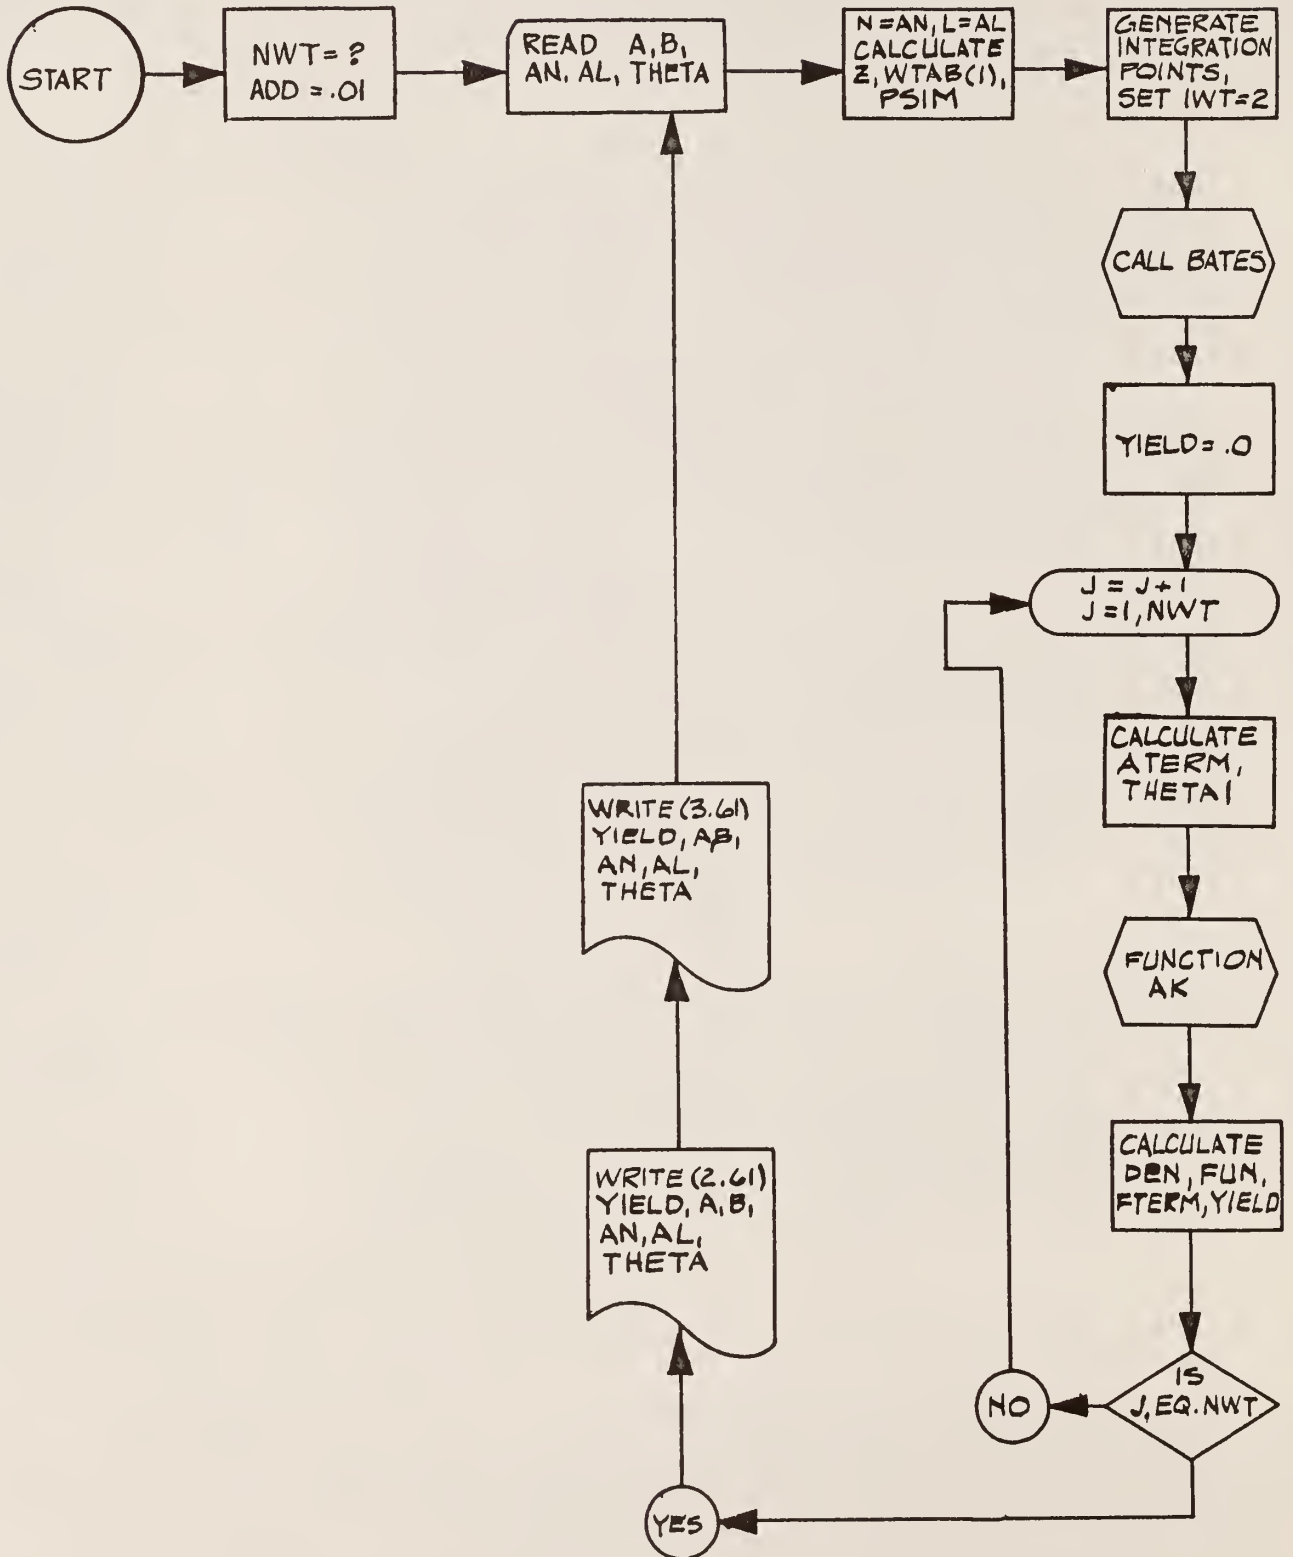 START
NWT = ?
ADD = .01
READ A, B,
AN, AL, THETA
N = AN, L = AL
CALCULATE
Z, WTAB(1),
PSIM
GENERATE
INTEGRATION
POINTS,
SET IWT=2
CALL BATES
YIELD = .0
J = J+1
J = 1, NWT
CALCULATE
ATERM,
THETA1
FUNCTION
AK
CALCULATE
DEN, FUN,
FTERM, YIELD
IS
J, EQ. NWT
NO
YES
WRITE (2.61)
YIELD, A, B,
AN, AL,
THETA
WRITE (3.61)
YIELD, A,B,
AN, AL,
THETA